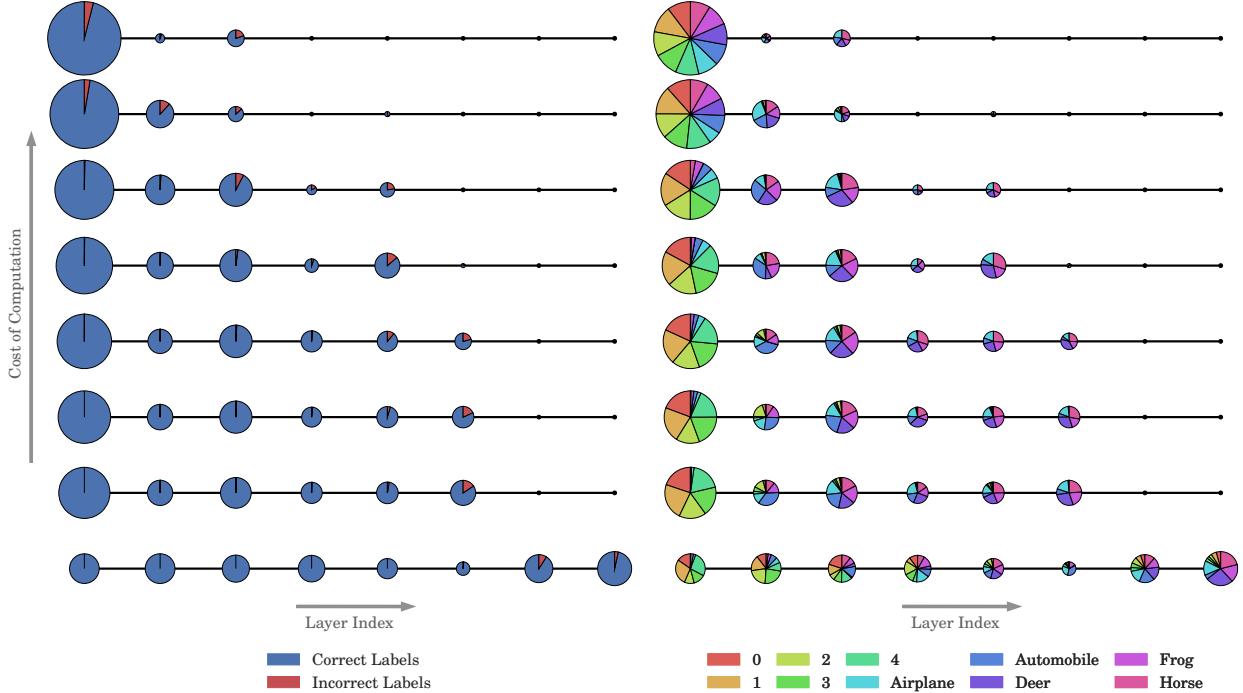 Cost of Computation
Layer Index
Layer Index
Correct Labels
Incorrect Labels
0 2 4 Automobile Frog
1 3 Airplane Deer Horse